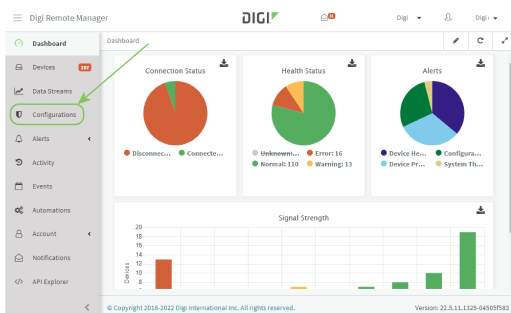 Digi Remote Manager
DIGI
Digi
Digi
Dashboard
Devices 397
Data Streams
Configurations
Alerts
Activity
Events
Automations
Account
Notifications
API Explorer
Dashboard
Connection Status
Disconnec... Connecte...
Health Status
Unknown... Error: 16
Normal: 110 Warning: 13
Alerts
Device He... Configura...
Device Pr... System Th...
Signal Strength
Devices
20
18
16
14
12
10
8
© Copyright 2018-2022 Digi International Inc. All rights reserved.
Version: 22.5.11.1325-04505f583